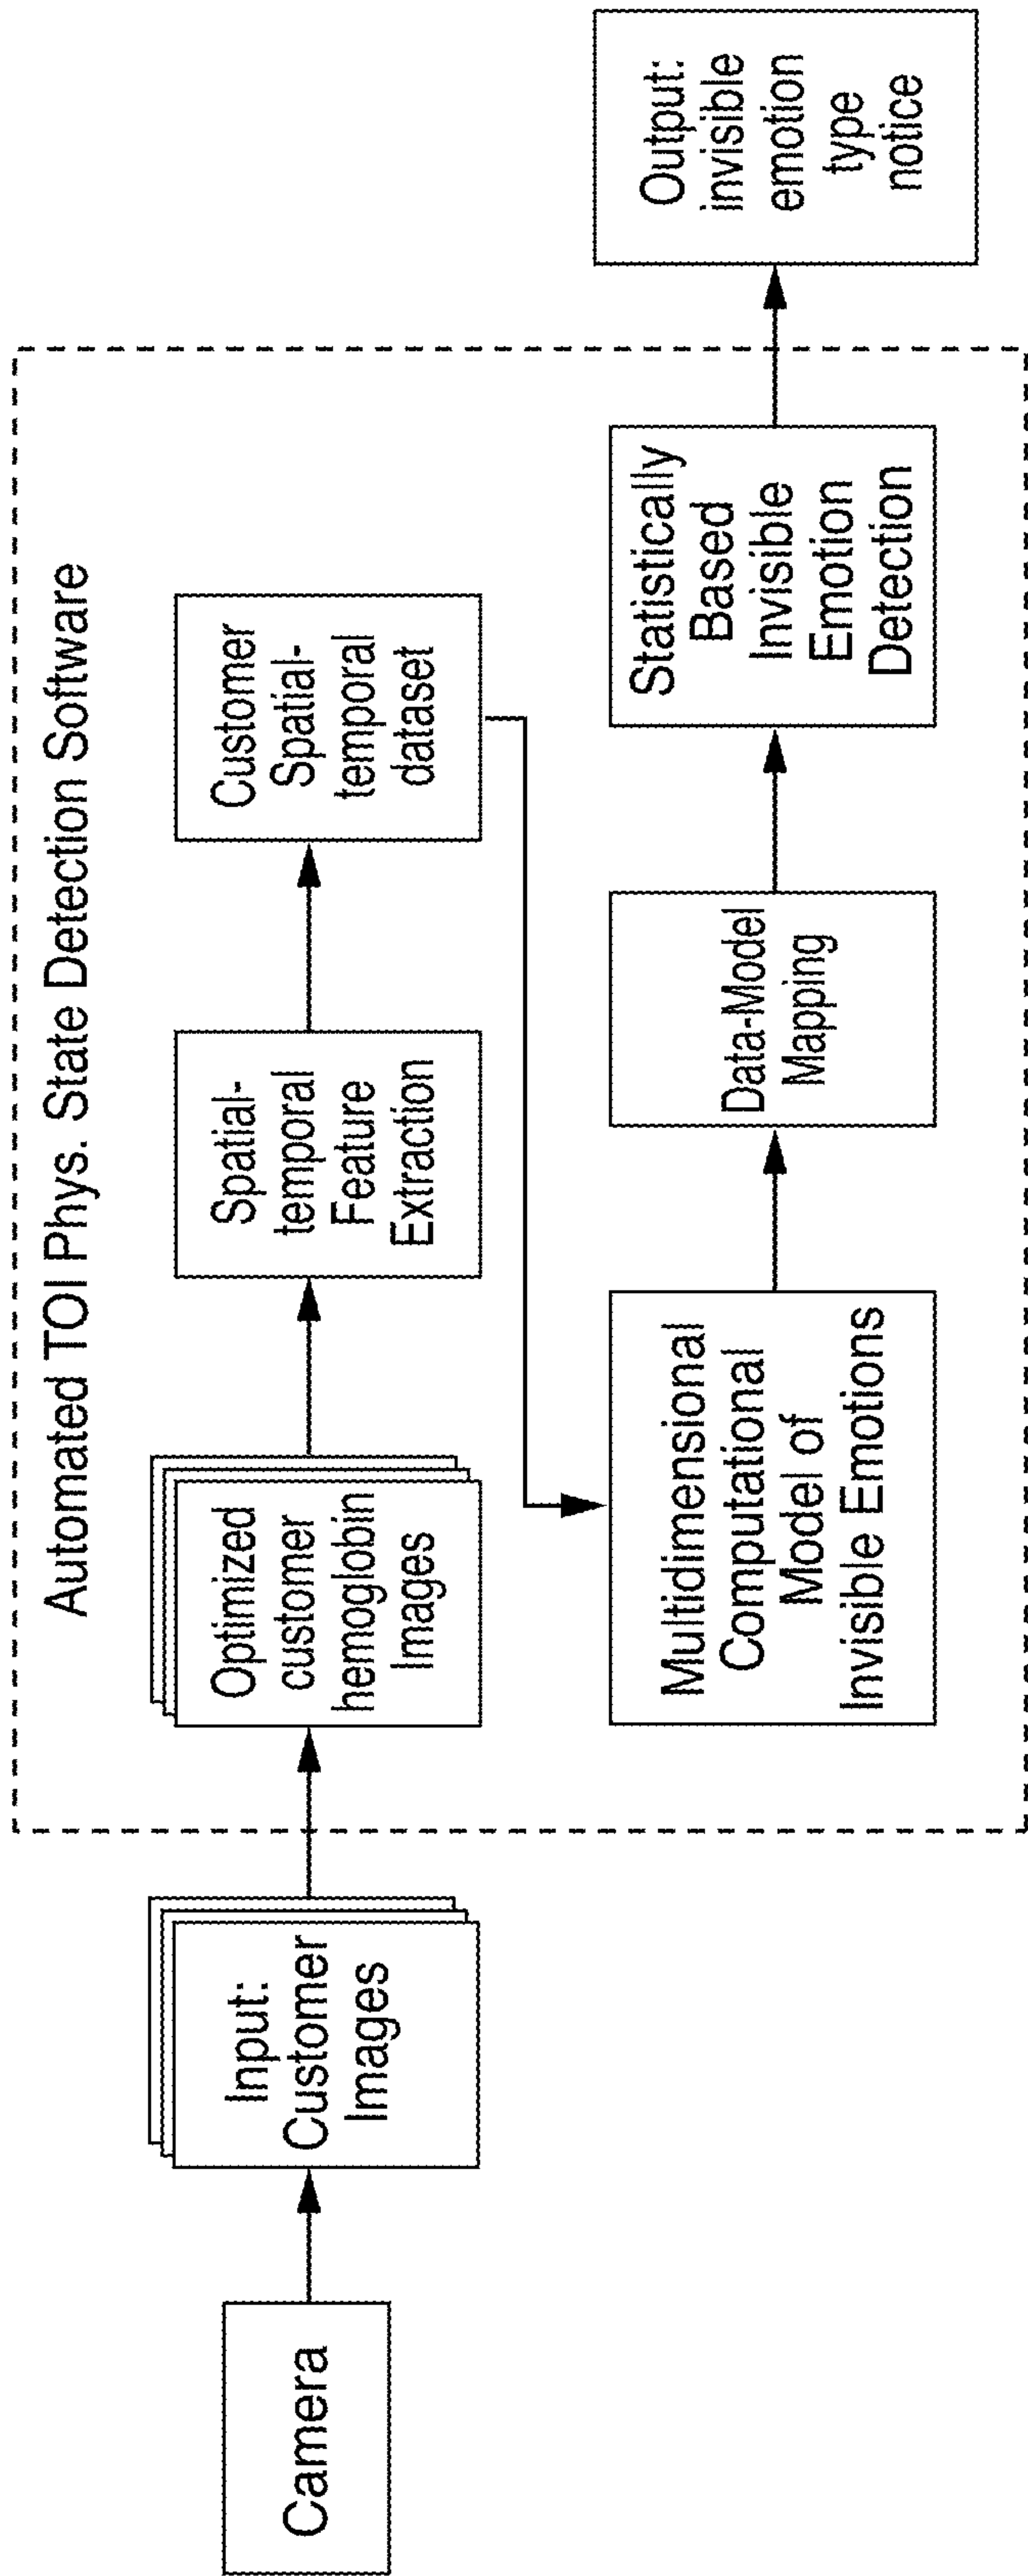 Automated TOI Phys. State Detection Software
Camera
Input:
Customer
Images
Optimized
customer
hemoglobin
Images
Spatial-
temporal
Feature
Extraction
Customer
Spatial-
temporal
dataset
Multidimensional
Computational
Model of
Invisible Emotions
Data-Model
Mapping
Statistically
Based
Invisible
Emotion
Detection
Output:
invisible
emotion
type
notice